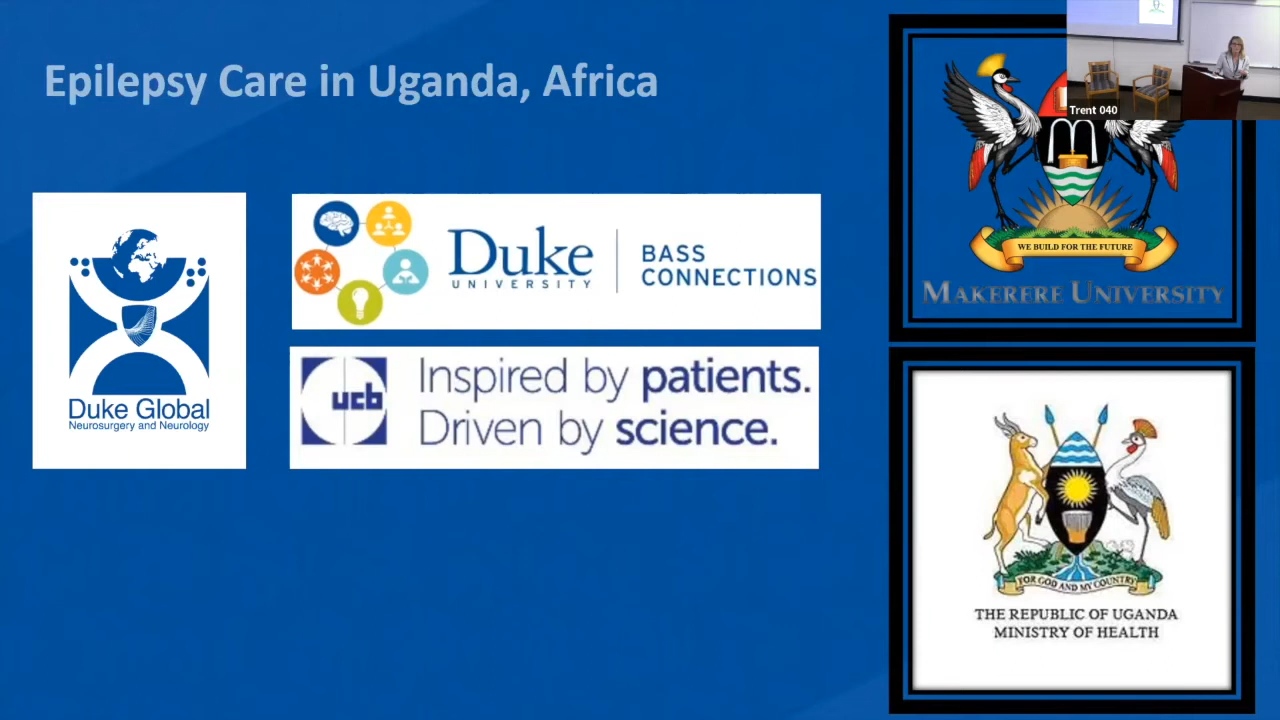 Epilepsy Care in Uganda, Africa
Trent 040
WE BUILD FOR THE FUTURE
MAKERERE UNIVERSITY
Duke Global
Neurosurgery and Neurology
Duke
UNIVERSITY
BASS
CONNECTIONS
ucb
Inspired by patients.
Driven by science.
FOR GOD AND MY COUNTRY
THE REPUBLIC OF UGANDA
MINISTRY OF HEALTH